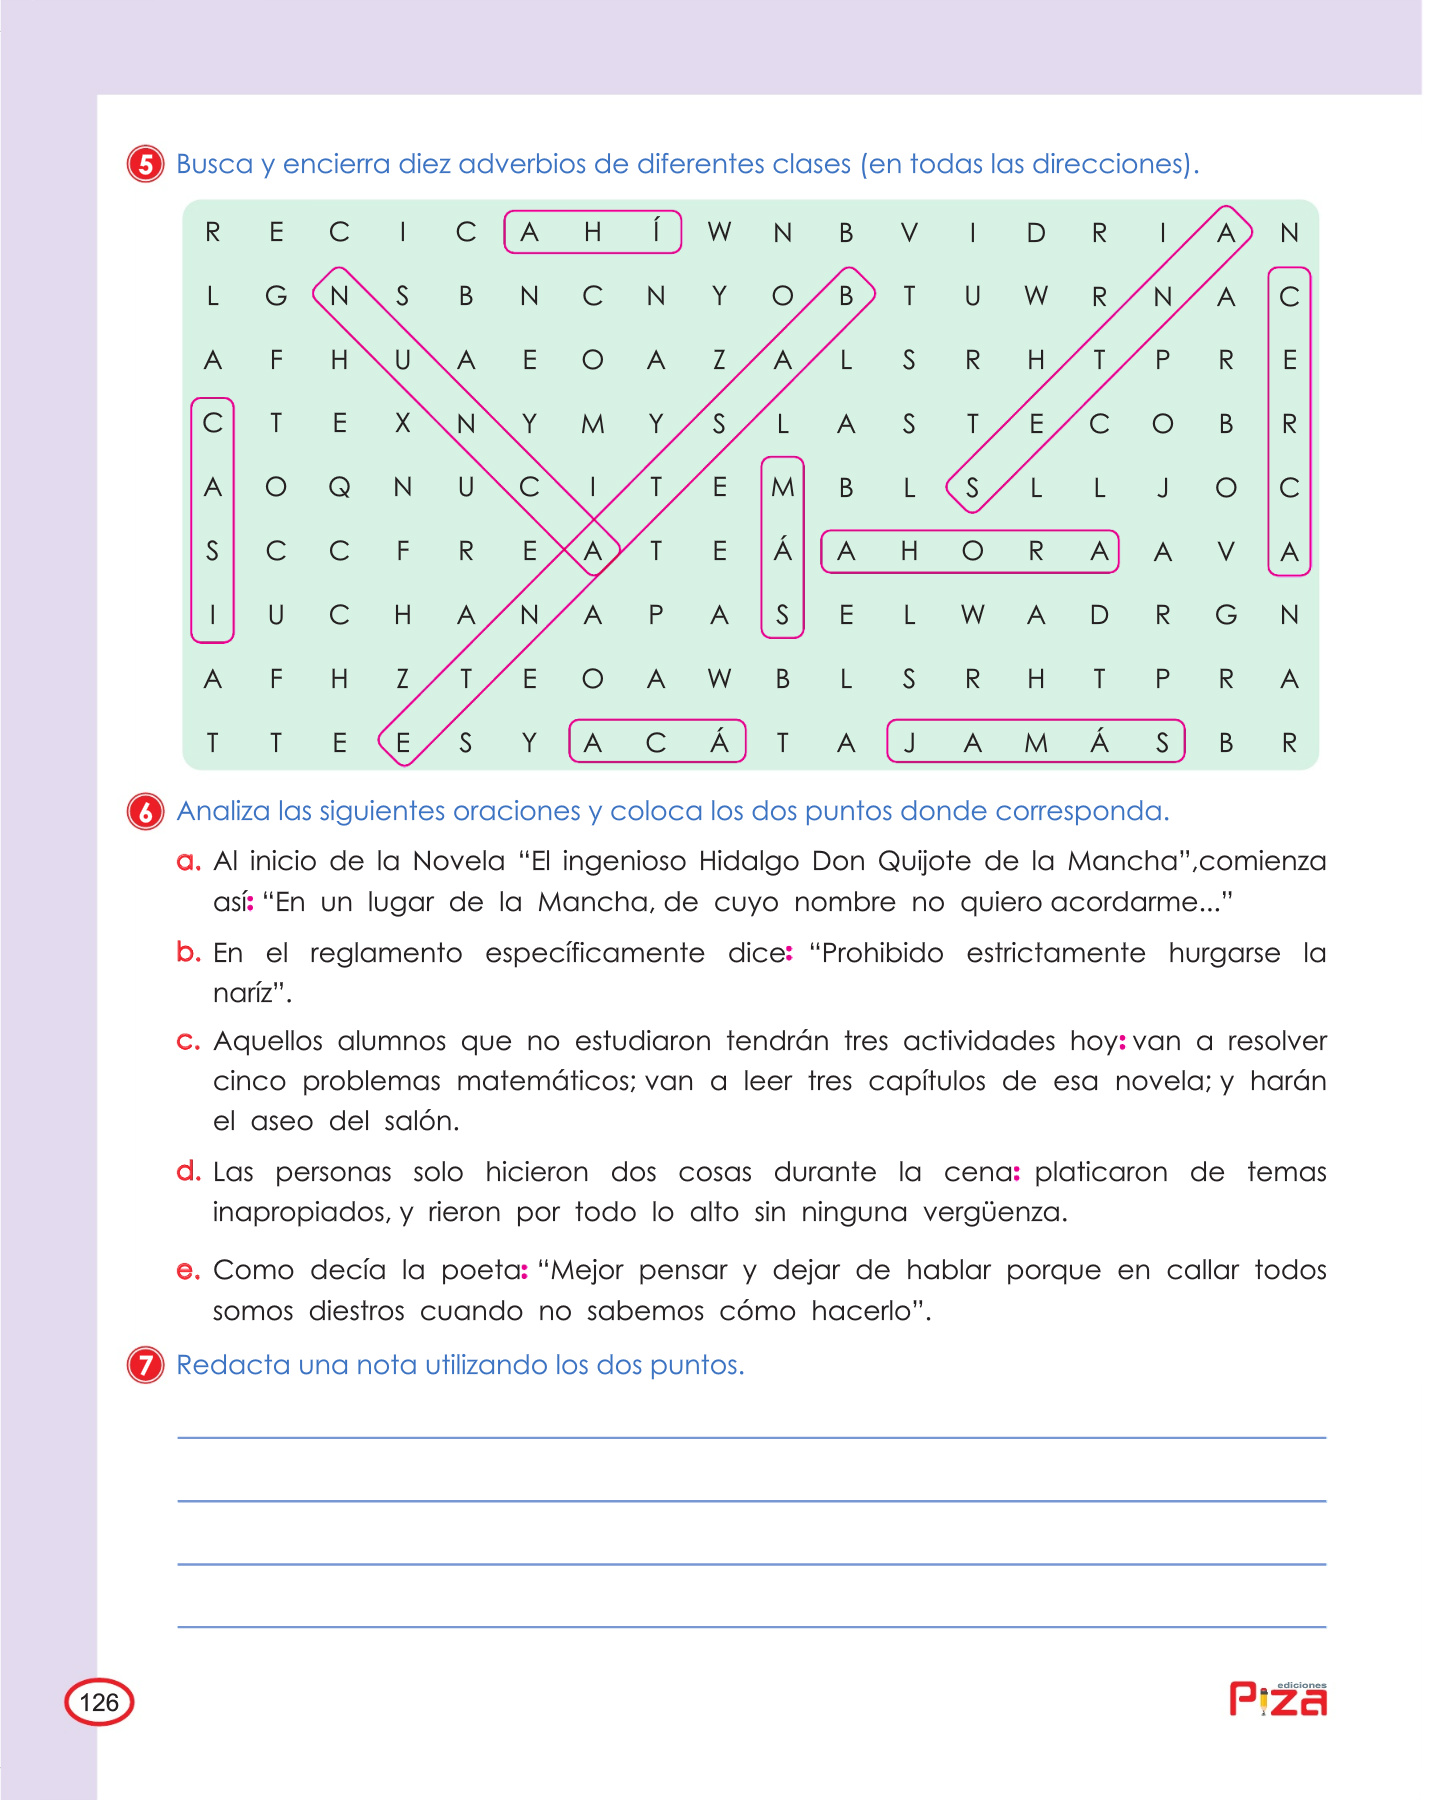 5 Busca y encierra diez adverbios de diferentes clases (en todas las direcciones).
R E C I C A H Í W N B V I D R I A N
L G N S B N C N Y O B T U W R N A C
A F H U A E O A Z A L S R H T P R E
C T E X N Y M Y S L A S T E C O B R
A O Q N U C I T E M B L S L L J O C
S C C F R E A T E Á A H O R A A V A
I U C H A N A P A S E L W A D R G N
A F H Z T E O A W B L S R H T P R A
T T E E S Y A C Á T A J A M Á S B R
6 Analiza las siguientes oraciones y coloca los dos puntos donde corresponda.
a. Al inicio de la Novela “El ingenioso Hidalgo Don Quijote de la Mancha”,comienza
así: “En un lugar de la Mancha, de cuyo nombre no quiero acordarme...”
b. En el reglamento específicamente dice: “Prohibido estrictamente hurgarse la
naríz”.
c. Aquellos alumnos que no estudiaron tendrán tres actividades hoy: van a resolver
cinco problemas matemáticos; van a leer tres capítulos de esa novela; y harán
el aseo del salón.
d. Las personas solo hicieron dos cosas durante la cena: platicaron de temas
inapropiados, y rieron por todo lo alto sin ninguna vergüenza.
e. Como decía la poeta: “Mejor pensar y dejar de hablar porque en callar todos
somos diestros cuando no sabemos cómo hacerlo”.
7 Redacta una nota utilizando los dos puntos.
126
ediciones
Piza